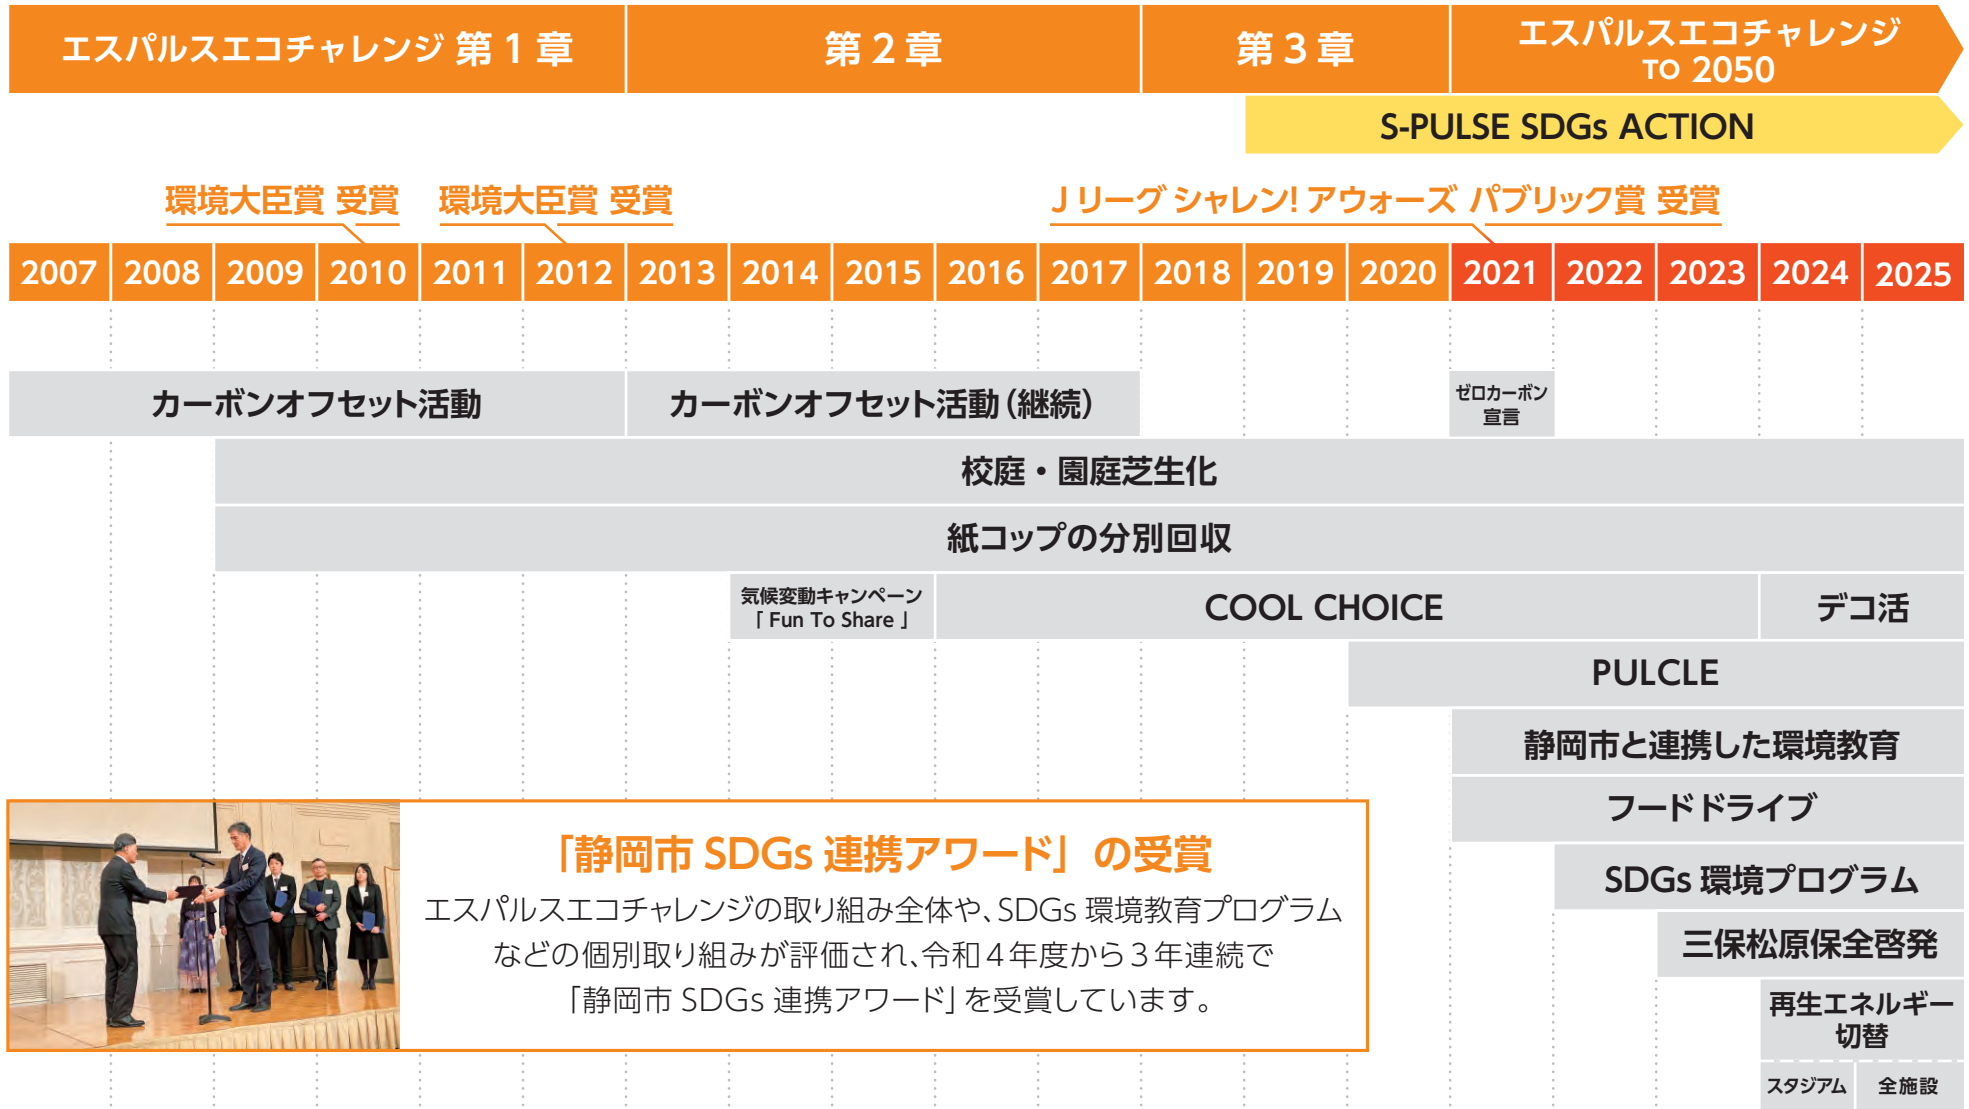 エスパルスエコチャレンジ 第1章
第2章
第3章
エスパルスエコチャレンジ
TO 2050
S-PULSE SDGs ACTION
環境大臣賞 受賞
環境大臣賞 受賞
Jリーグ シャレン!アウォーズ パブリック賞 受賞
2007 2008 2009 2010 2011 2012 2013 2014 2015 2016 2017 2018 2019 2020 2021 2022 2023 2024 2025
カーボンオフセット活動
カーボンオフセット活動(継続)
ゼロカーボン
宣言
校庭・園庭芝生化
紙コップの分別回収
気候変動キャンペーン
「 Fun To Share 」
COOL CHOICE
デコ活
PULCLE
静岡市と連携した環境教育
フードドライブ
SDGs 環境プログラム
三保松原保全啓発
再生エネルギー
切替
スタジアム
全施設
「静岡市 SDGs 連携アワード」の受賞
エスパルスエコチャレンジの取り組み全体や、SDGs 環境教育プログラム
などの個別取り組みが評価され、令和4年度から3年連続で
「静岡市 SDGs 連携アワード」を受賞しています。